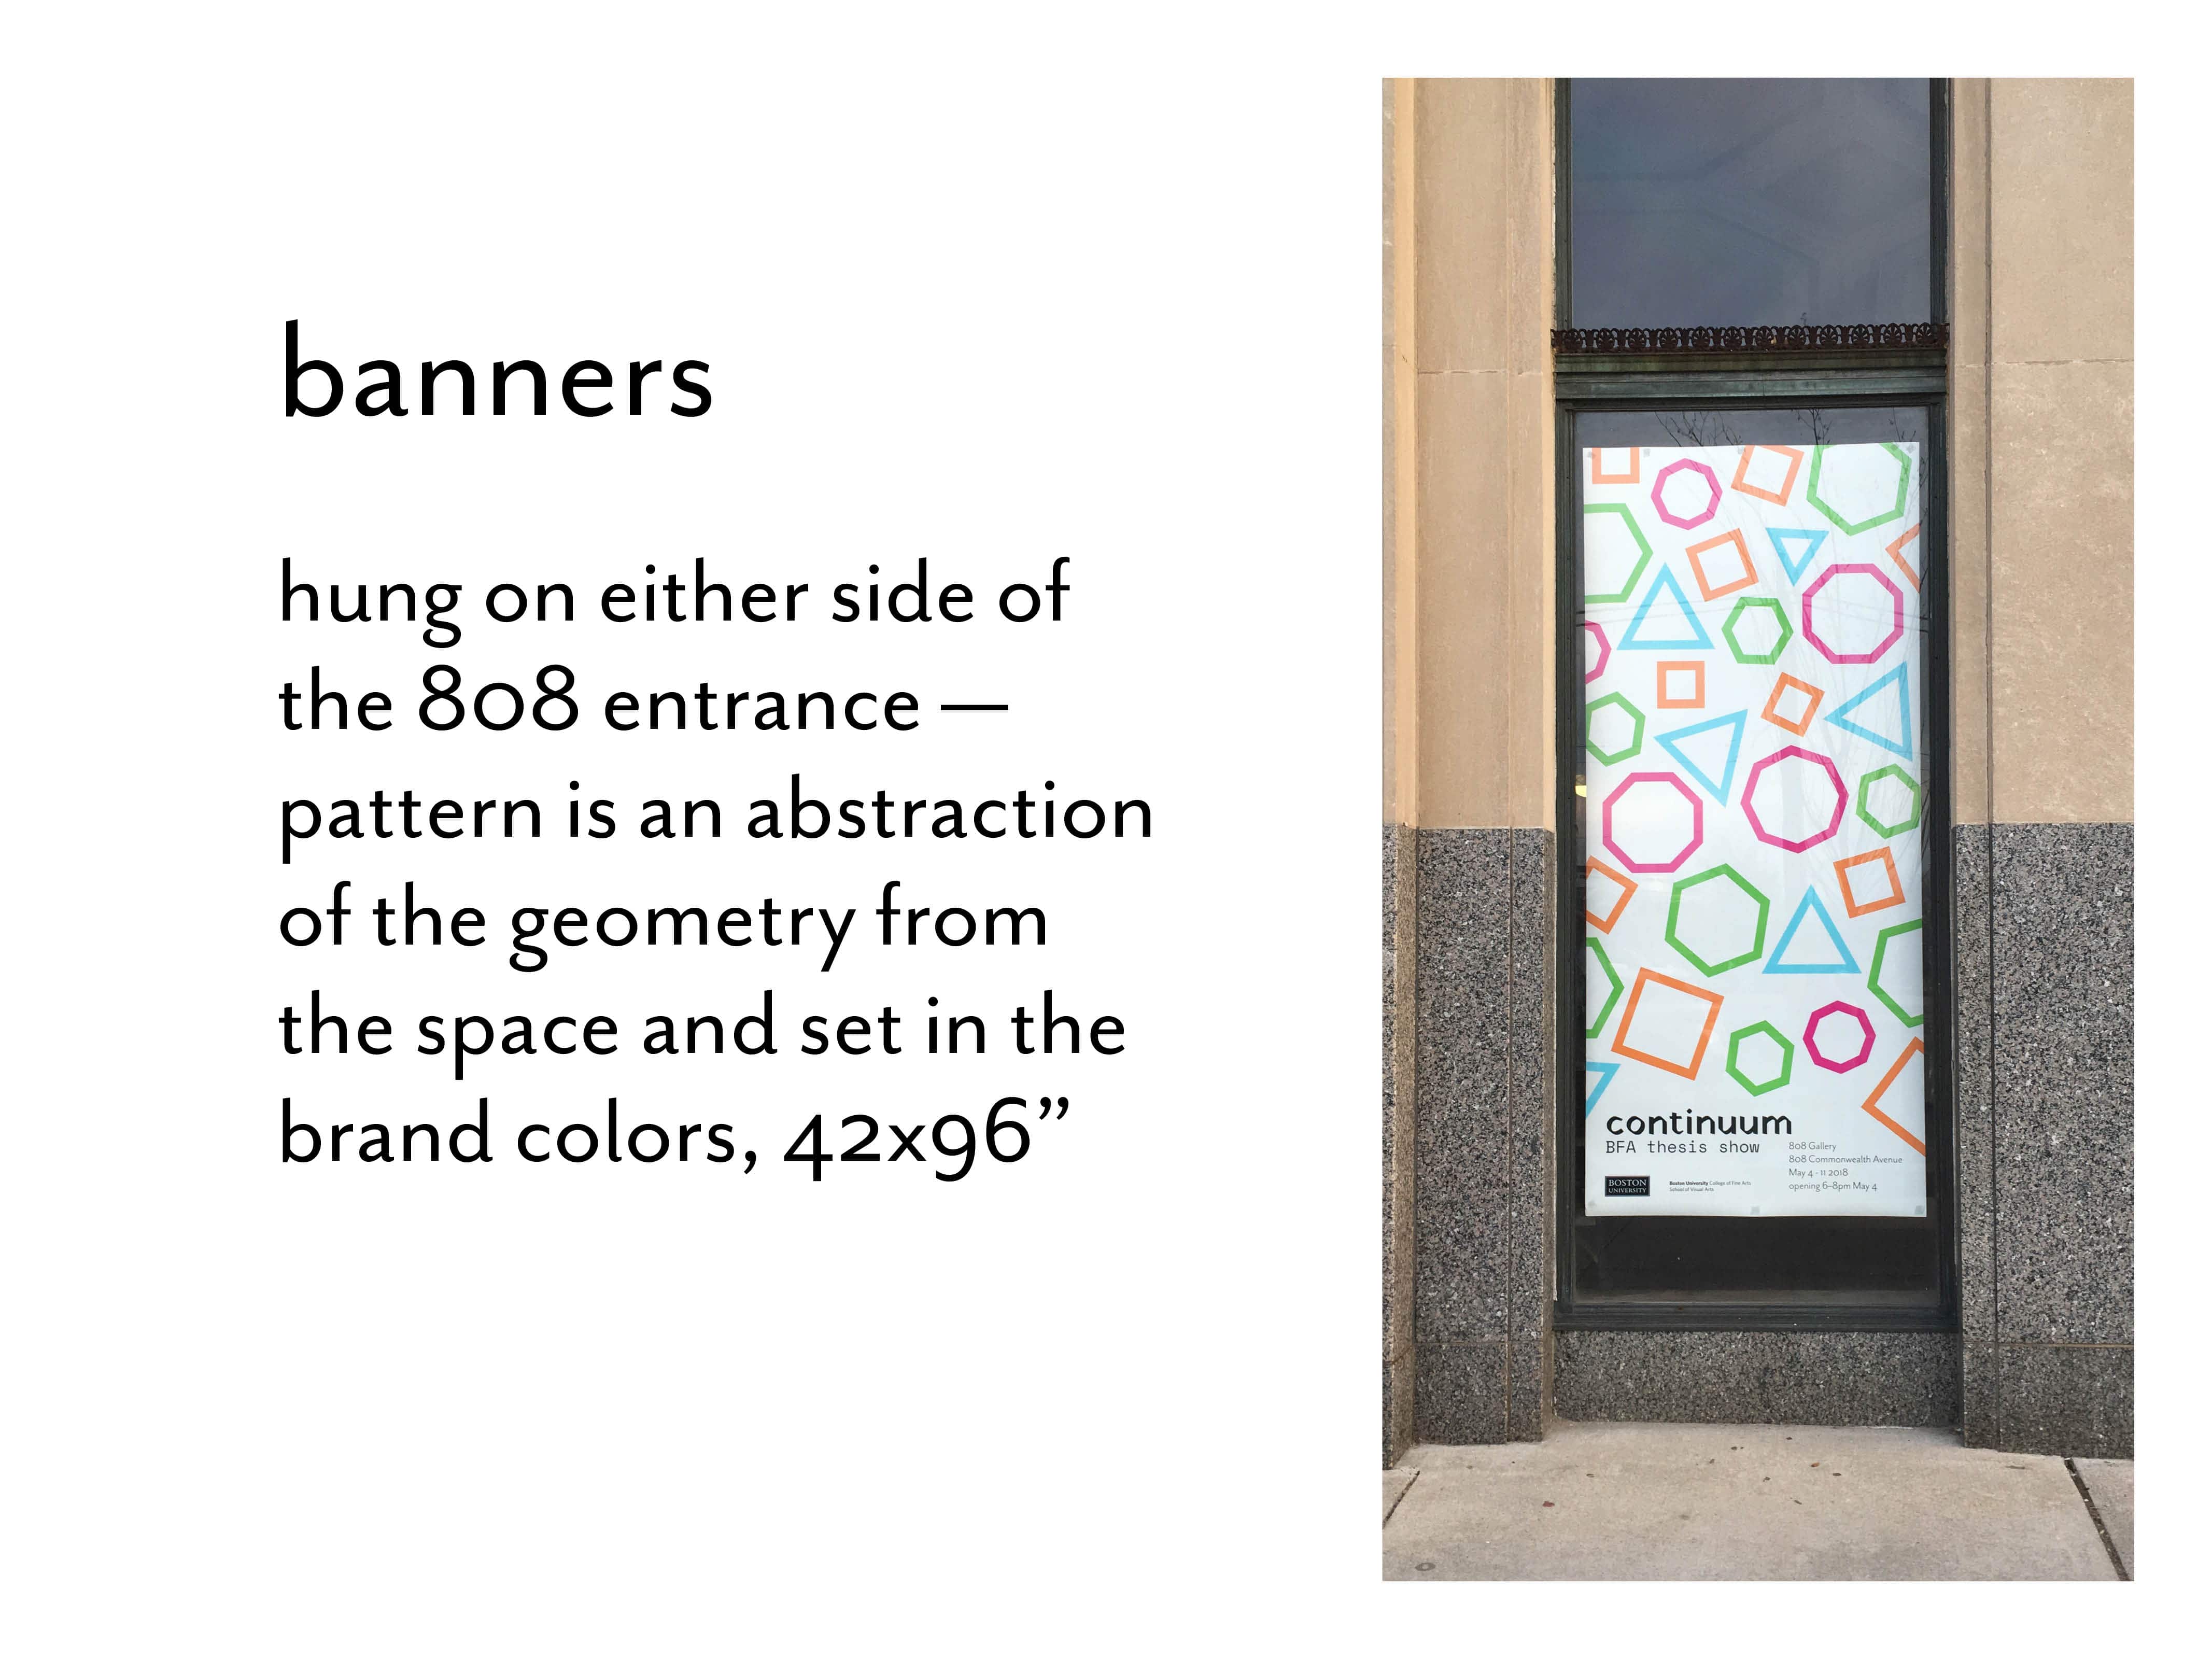 banners
hung on either side of
the 808 entrance —
pattern is an abstraction
of the geometry from
the space and set in the
brand colors, 42x96”
continuum
BFA thesis show
808 Gallery
808 Commonwealth Avenue
May 4 - 11 2018
opening 6–8pm May 4
BOSTON
UNIVERSITY
Boston University College of Fine Arts
School of Visual Arts